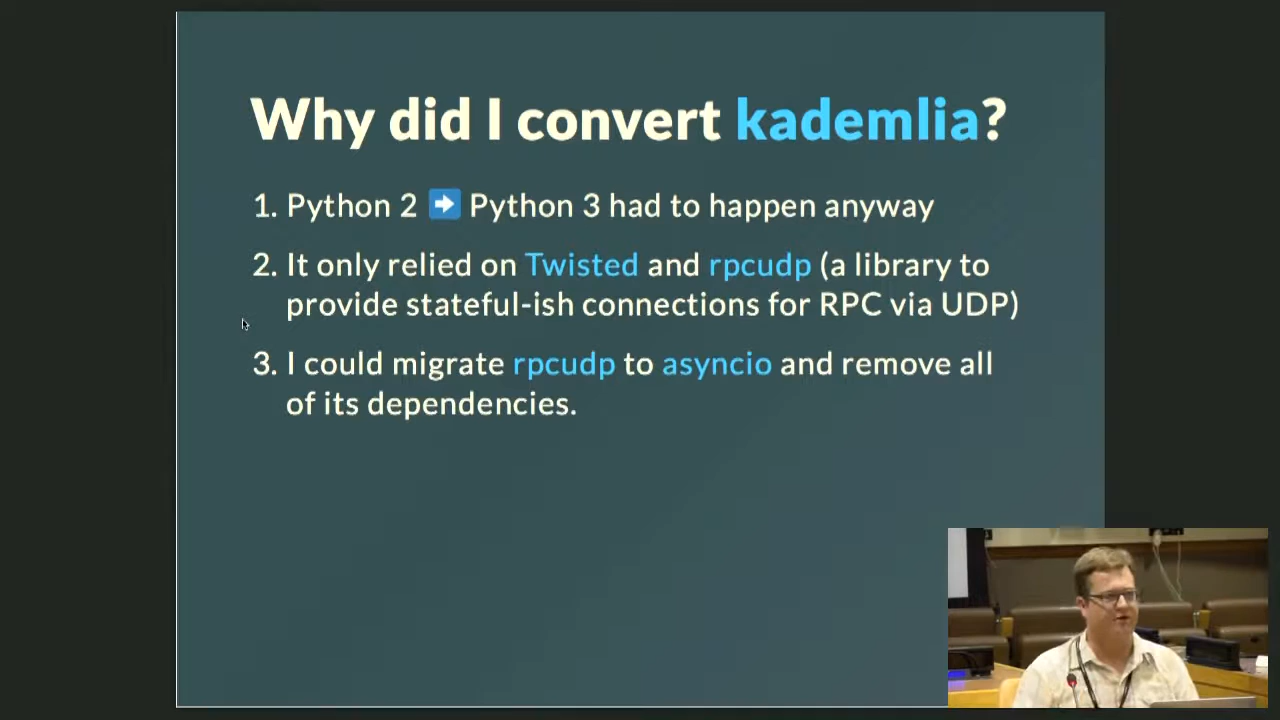 Why did I convert kademlia?
1. Python 2 ➡ Python 3 had to happen anyway
2. It only relied on Twisted and rpcudp (a library to
provide stateful-ish connections for RPC via UDP)
3. I could migrate rpcudp to asyncio and remove all
of its dependencies.